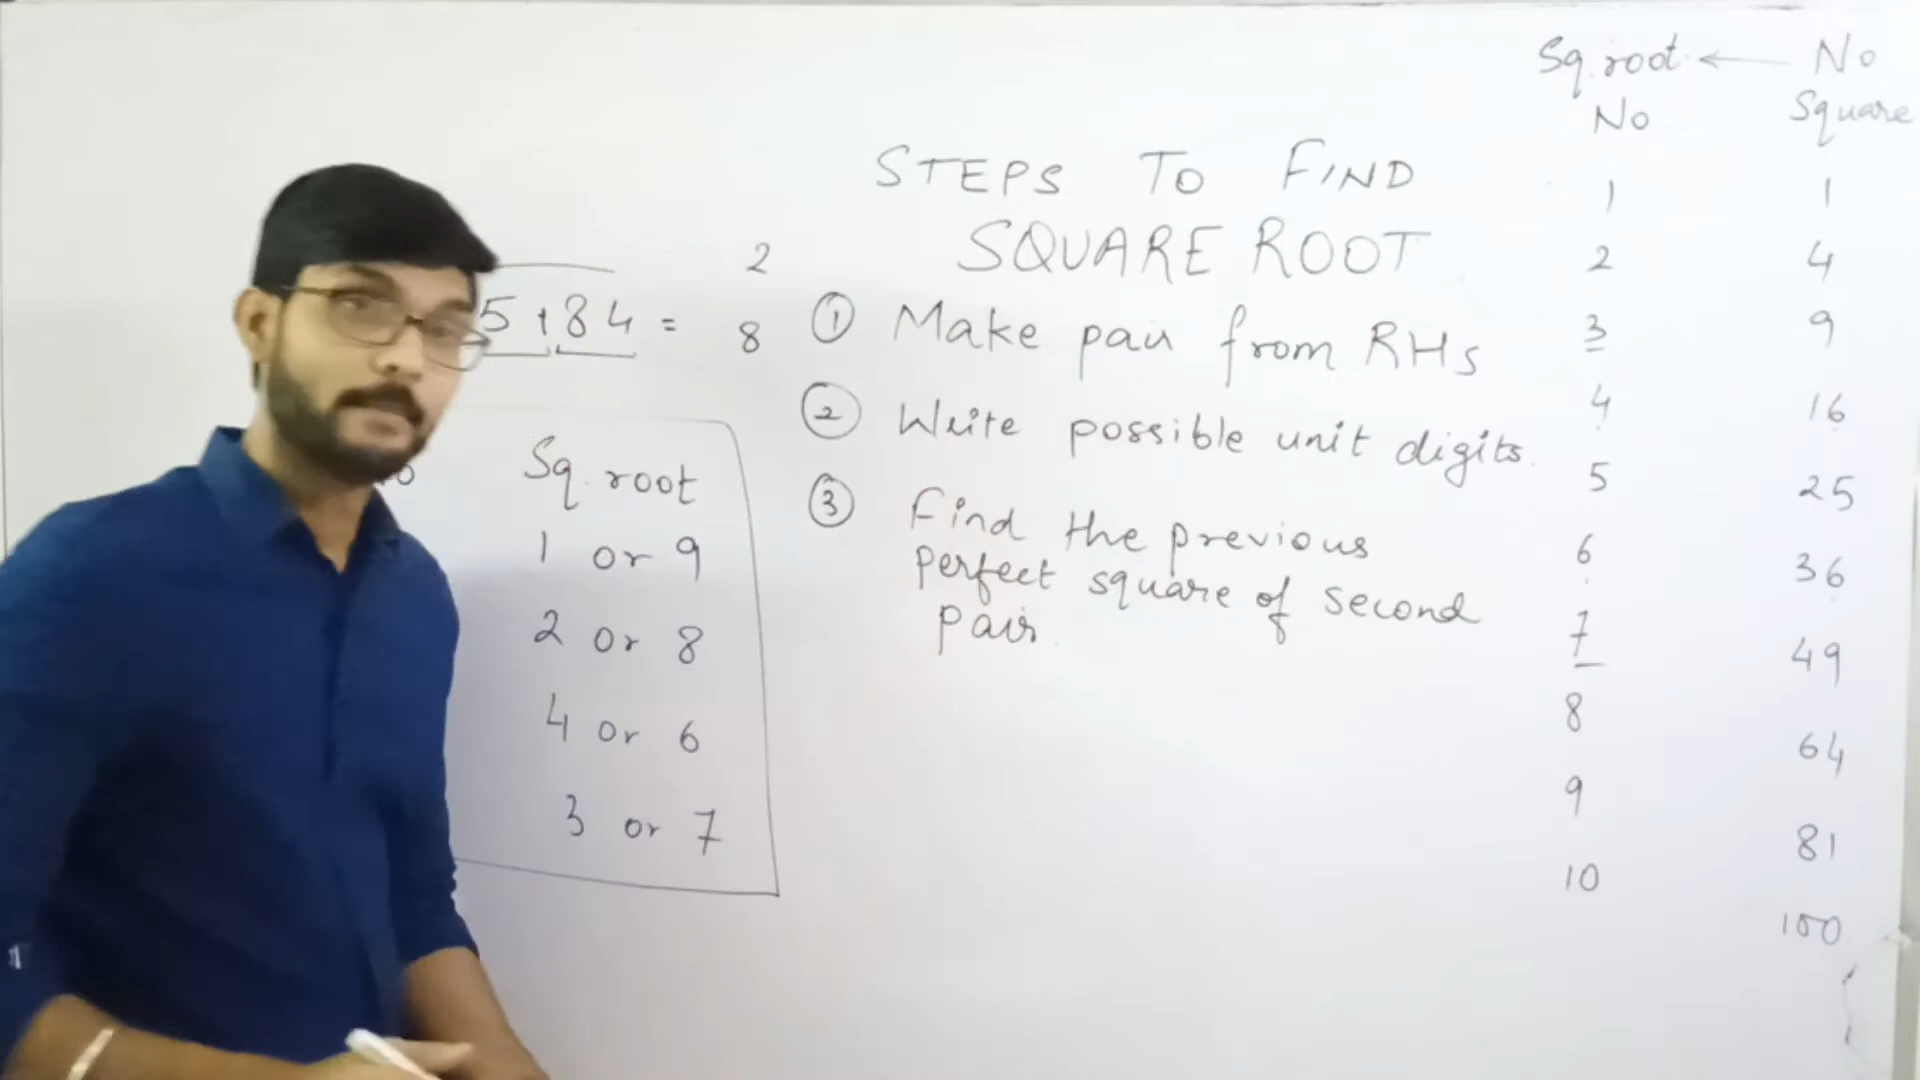 Sq. root ← No
No Square
STEPS TO FIND
SQUARE ROOT
2
5 1 84 = 8
① Make pair from RHS
② Write possible unit digits.
③ Find the previous
perfect square of second
pair.
Sq. root
1 or 9
2 or 8
4 or 6
3 or 7
1 1
2 4
3 9
4 16
5 25
6 36
7 49
8 64
9 81
10 100